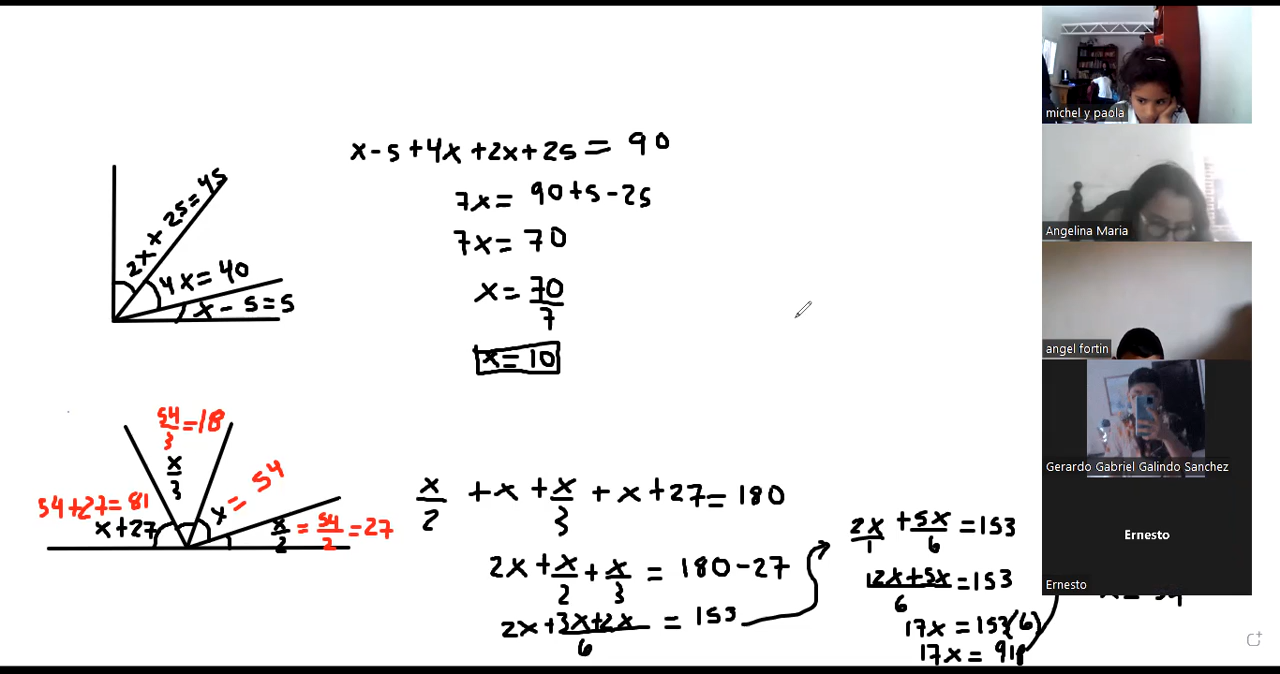 x-5+4x+2x+25=90
7x=90+5-25
7x=70
x=70/7
x=10
2x+25=45
4x=40
x-5=5
54/3=18
x/3
54+27=81
x+27
x=54
x/2=54/2=27
x/2+x+x/3+x+27=180
2x+x/2+x/3=180-27
2x+3x+2x/6=153
2x/1+5x/6=153
12x+5x/6=153
17x=153(6)
17x=918
x=54
michel y paola
Angelina Maria
angel fortin
Gerardo Gabriel Galindo Sanchez
Ernesto
Ernesto